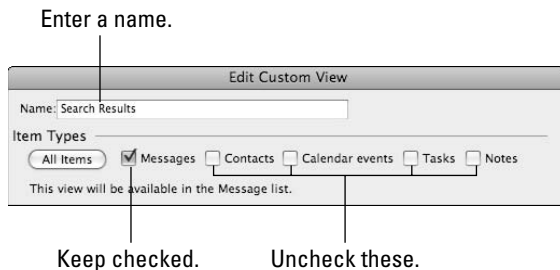 Enter a name.
Edit Custom View
Name: Search Results
Item Types
All Items Messages Contacts Calendar events Tasks Notes
This view will be available in the Message list.
Keep checked. Uncheck these.